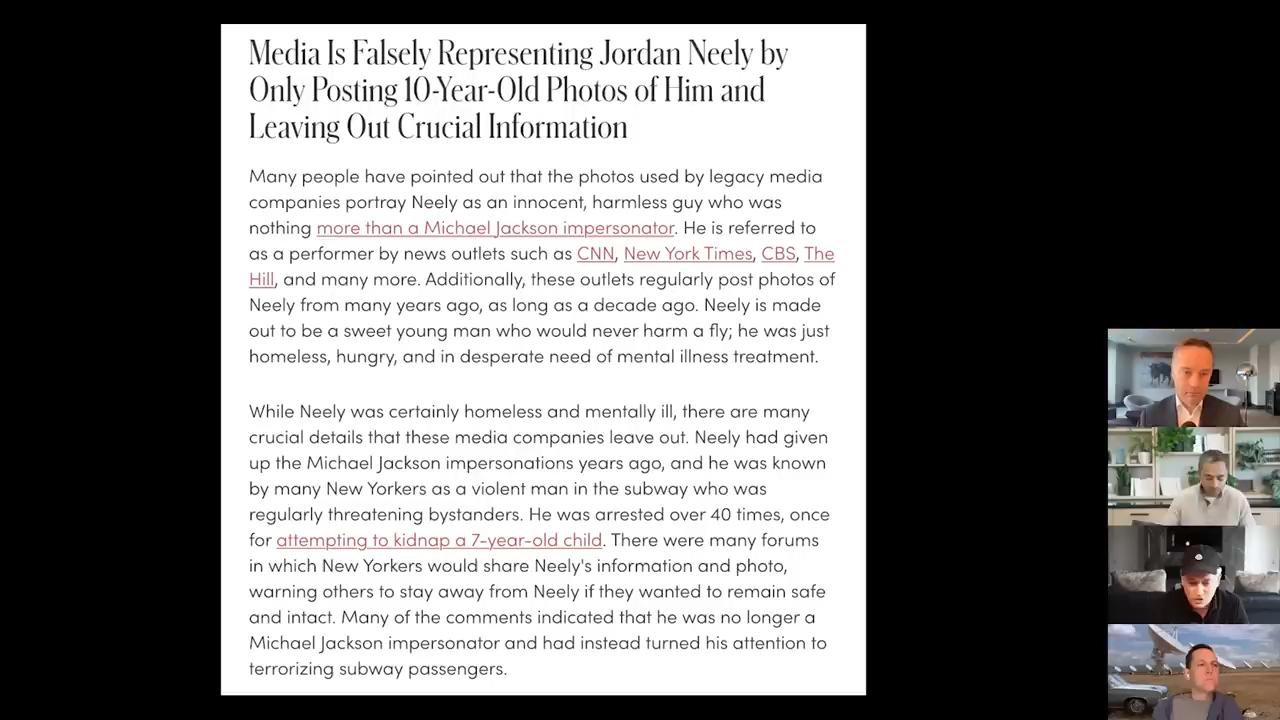 Media Is Falsely Representing Jordan Neely by
Only Posting 10-Year-Old Photos of Him and
Leaving Out Crucial Information
Many people have pointed out that the photos used by legacy media
companies portray Neely as an innocent, harmless guy who was
nothing more than a Michael Jackson impersonator. He is referred to
as a performer by news outlets such as CNN, New York Times, CBS, The
Hill, and many more. Additionally, these outlets regularly post photos of
Neely from many years ago, as long as a decade ago. Neely is made
out to be a sweet young man who would never harm a fly; he was just
homeless, hungry, and in desperate need of mental illness treatment.
While Neely was certainly homeless and mentally ill, there are many
crucial details that these media companies leave out. Neely had given
up the Michael Jackson impersonations years ago, and he was known
by many New Yorkers as a violent man in the subway who was
regularly threatening bystanders. He was arrested over 40 times, once
for attempting to kidnap a 7-year-old child. There were many forums
in which New Yorkers would share Neely's information and photo,
warning others to stay away from Neely if they wanted to remain safe
and intact. Many of the comments indicated that he was no longer a
Michael Jackson impersonator and had instead turned his attention to
terrorizing subway passengers.